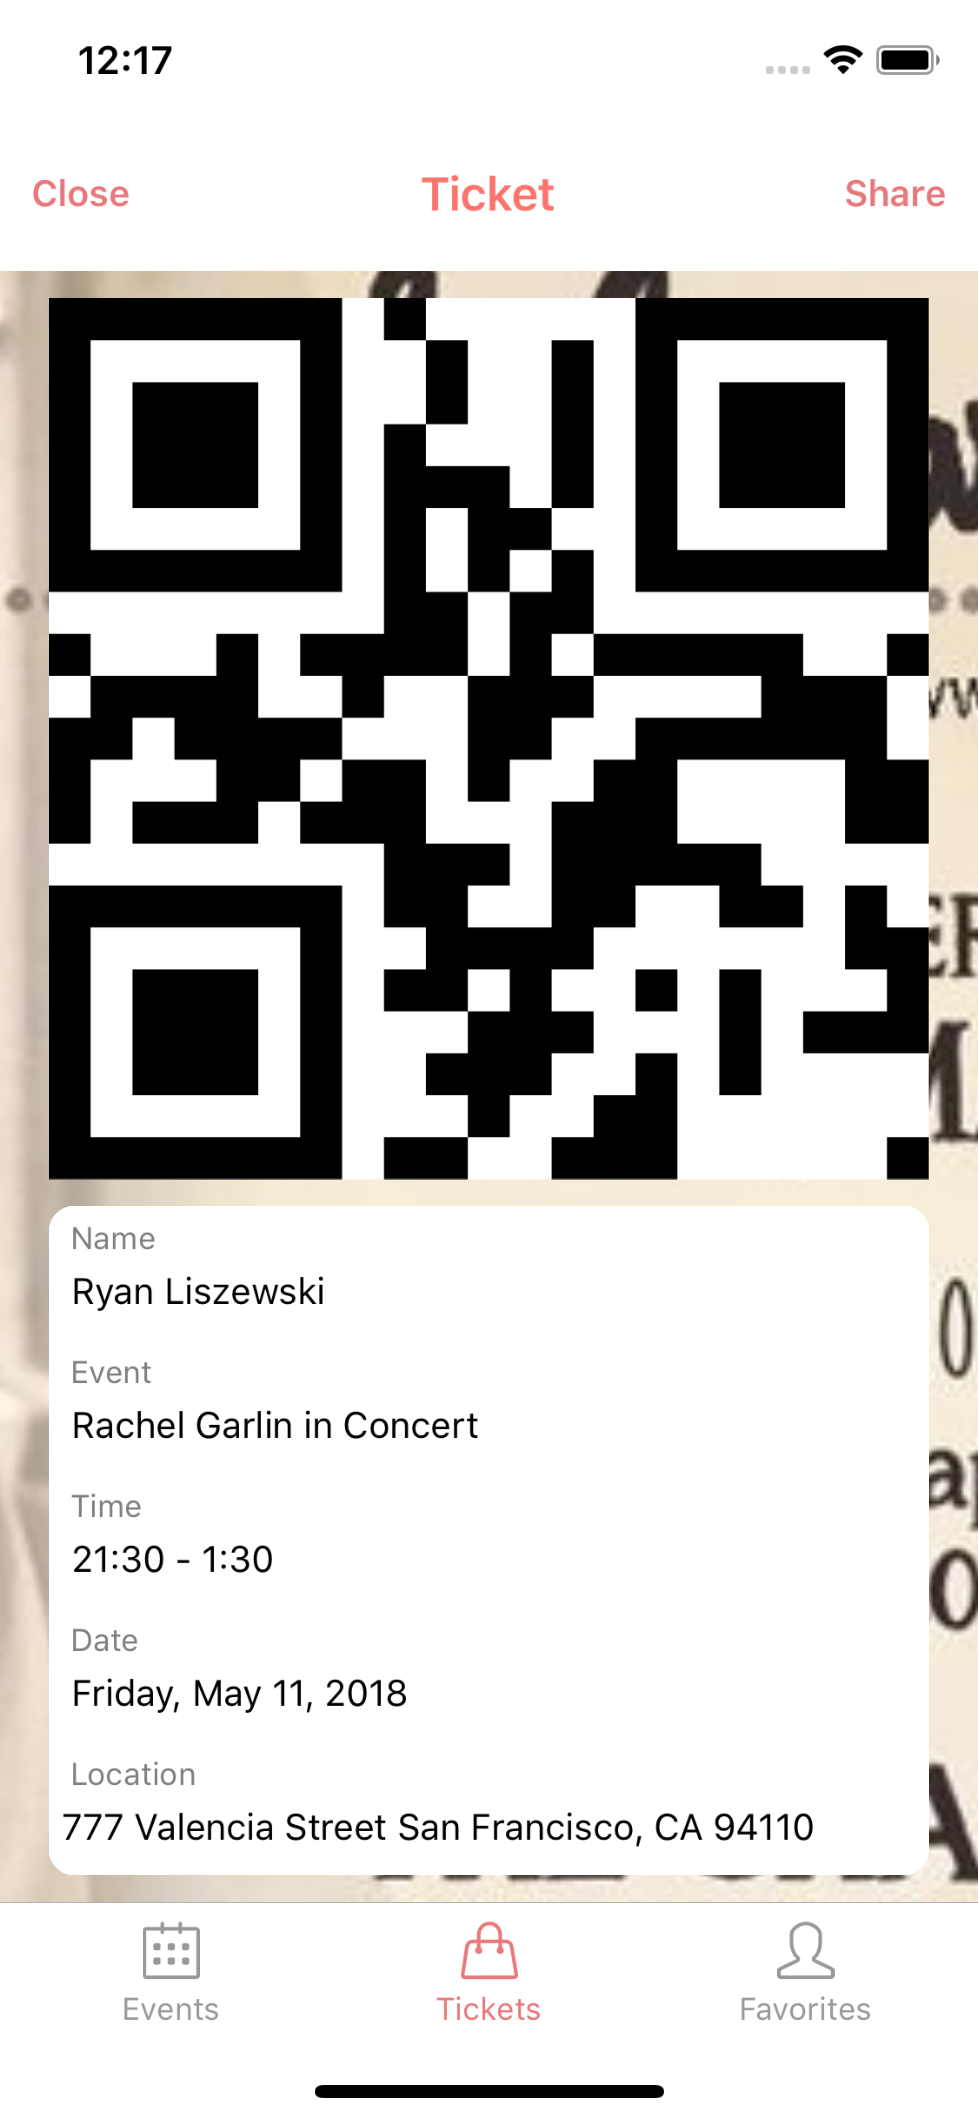 12:17
Close
Ticket
Share
Name
Ryan Liszewski
Event
Rachel Garlin in Concert
Time
21:30 - 1:30
Date
Friday, May 11, 2018
Location
777 Valencia Street San Francisco, CA 94110
Events
Tickets
Favorites